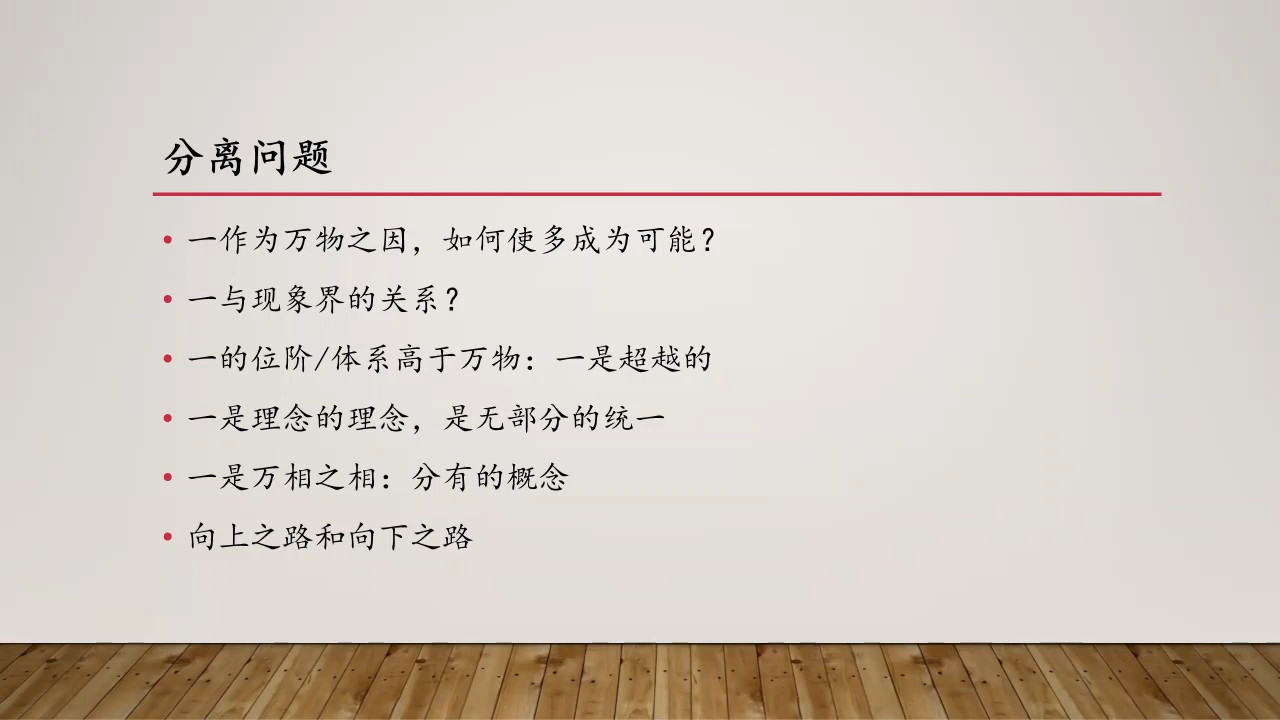 分离问题
一作为万物之因，如何使多成为可能？
一与现象界的关系？
一的位阶/体系高于万物：一是超越的
一是理念的理念，是无部分的统一
一是万相之相：分有的概念
向上之路和向下之路